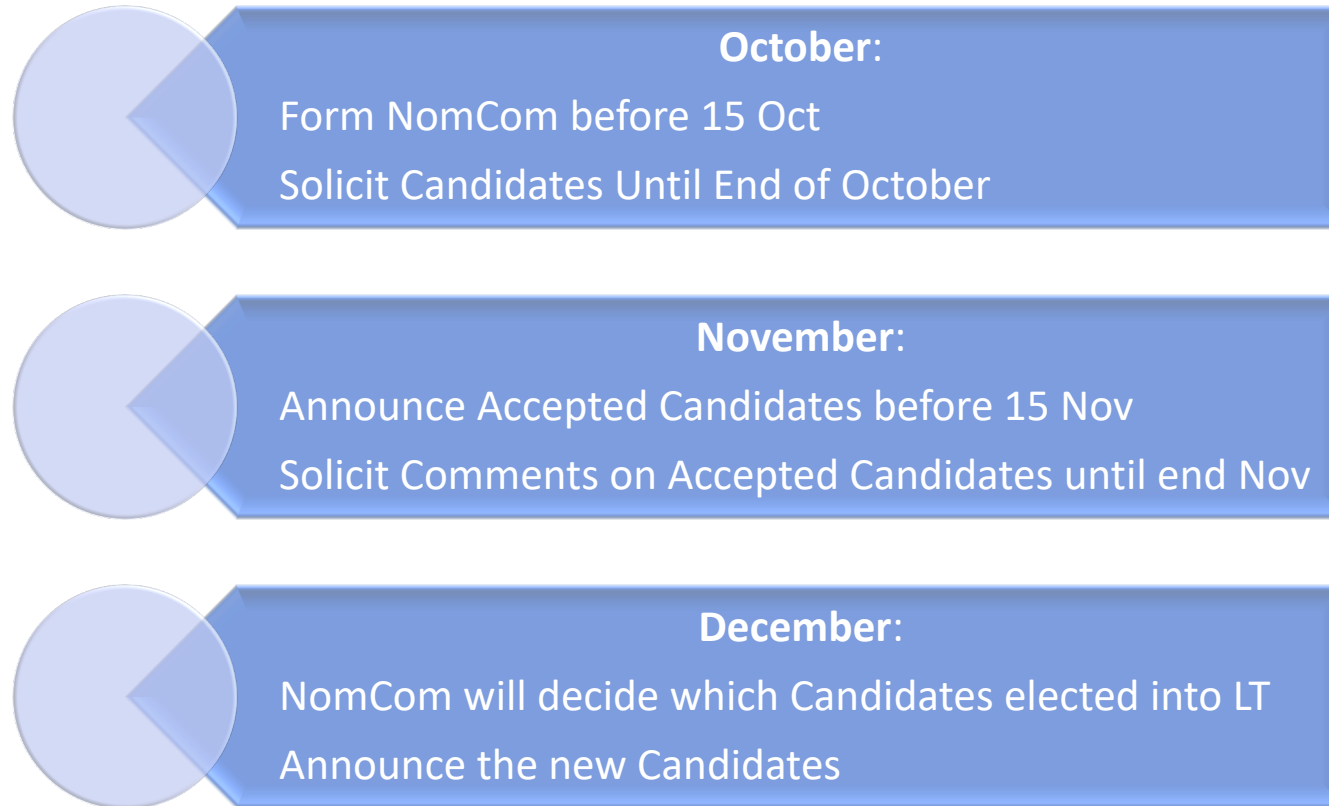 October:
Form NomCom before 15 Oct
Solicit Candidates Until End of October
November:
Announce Accepted Candidates before 15 Nov
Solicit Comments on Accepted Candidates until end Nov
December:
NomCom will decide which Candidates elected into LT
Announce the new Candidates